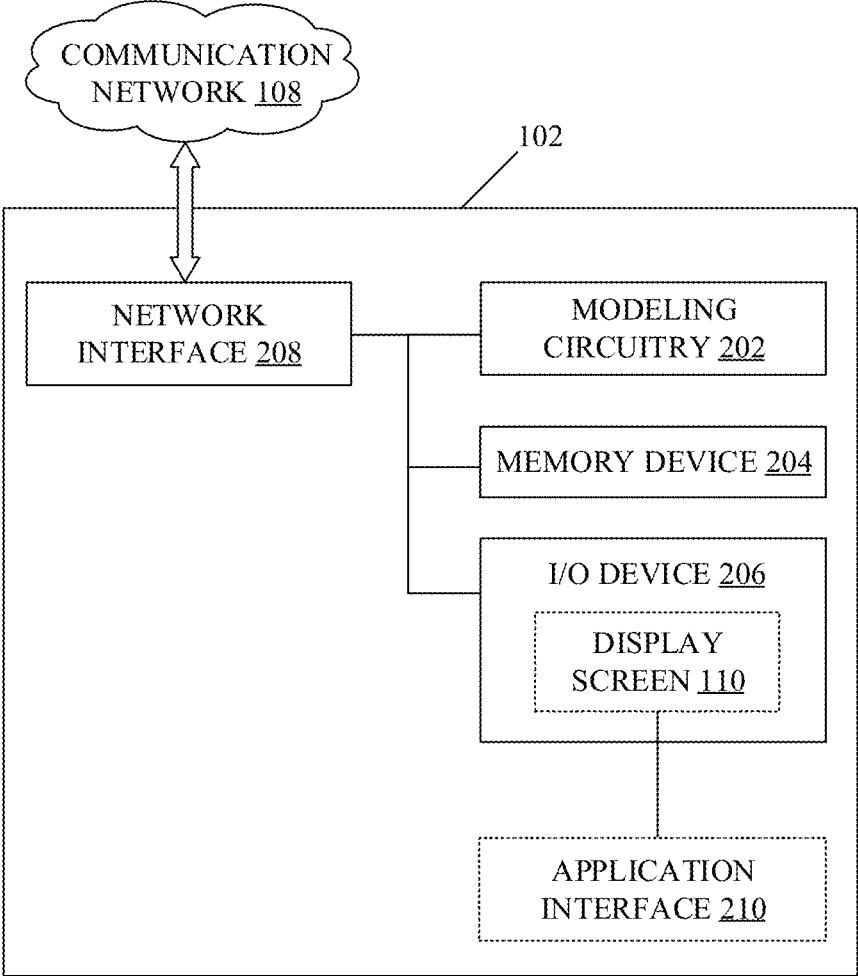 COMMUNICATION
NETWORK 108
102
NETWORK
INTERFACE 208
MODELING
CIRCUITRY 202
MEMORY DEVICE 204
I/O DEVICE 206
DISPLAY
SCREEN 110
APPLICATION
INTERFACE 210